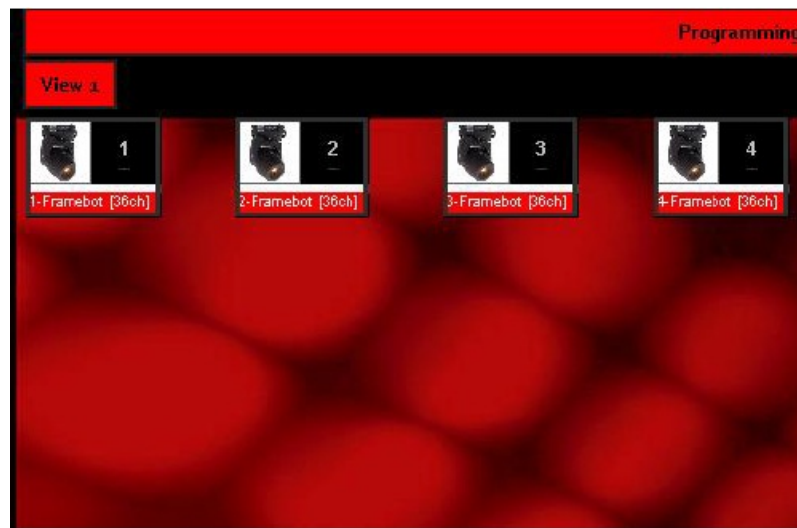 Programming
View 1
1 2 3 4
1-Framebot [36ch] 2-Framebot [36ch] 3-Framebot [36ch] 4-Framebot [36ch]